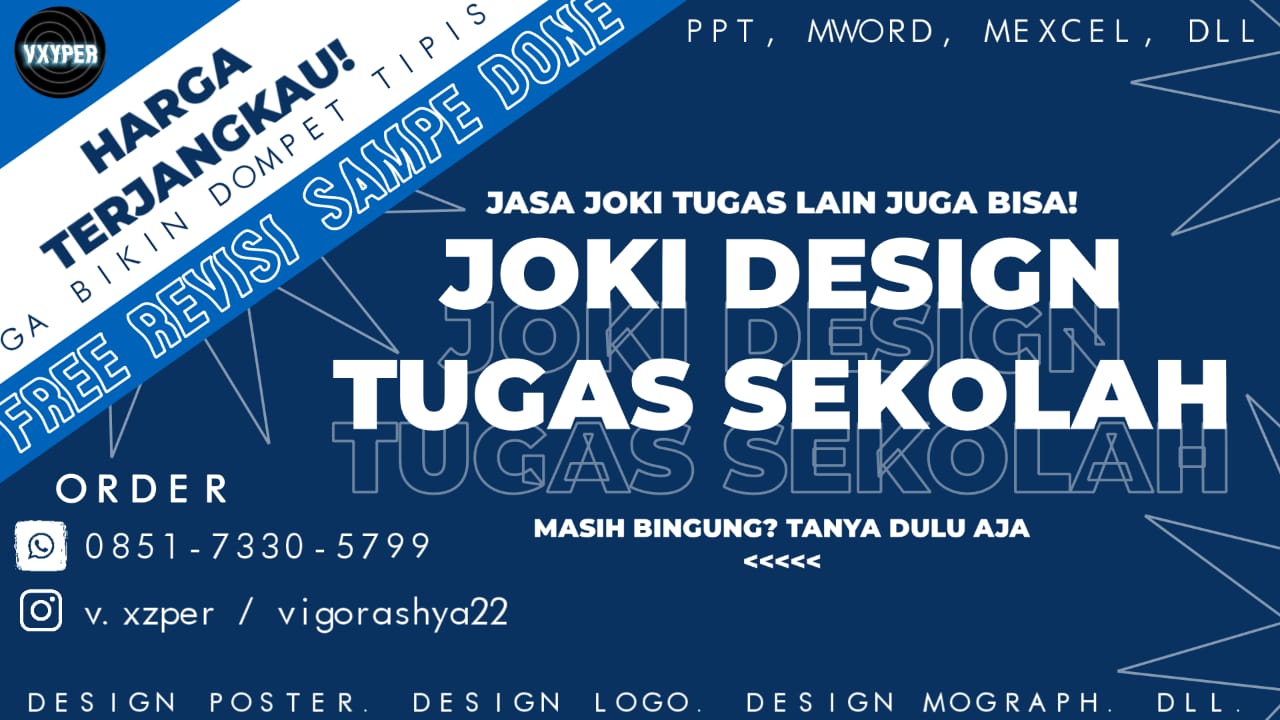 VXYPER
HARGA
TERJANGKAU!
GA BIKIN DOMPET TIPIS
FREE REVISI SAMPE DONE
PPT, MWORD, MEXCEL, DLL
JASA JOKI TUGAS LAIN JUGA BISA!
JOKI DESIGN
JOKI DESIGN
TUGAS SEKOLAH
TUGAS SEKOLAH
MASIH BINGUNG? TANYA DULU AJA
<<<<<
ORDER
0851-7330-5799
v. xzper / vigorashya22
DESIGN POSTER. DESIGN LOGO. DESIGN MOGRAPH. DLL.